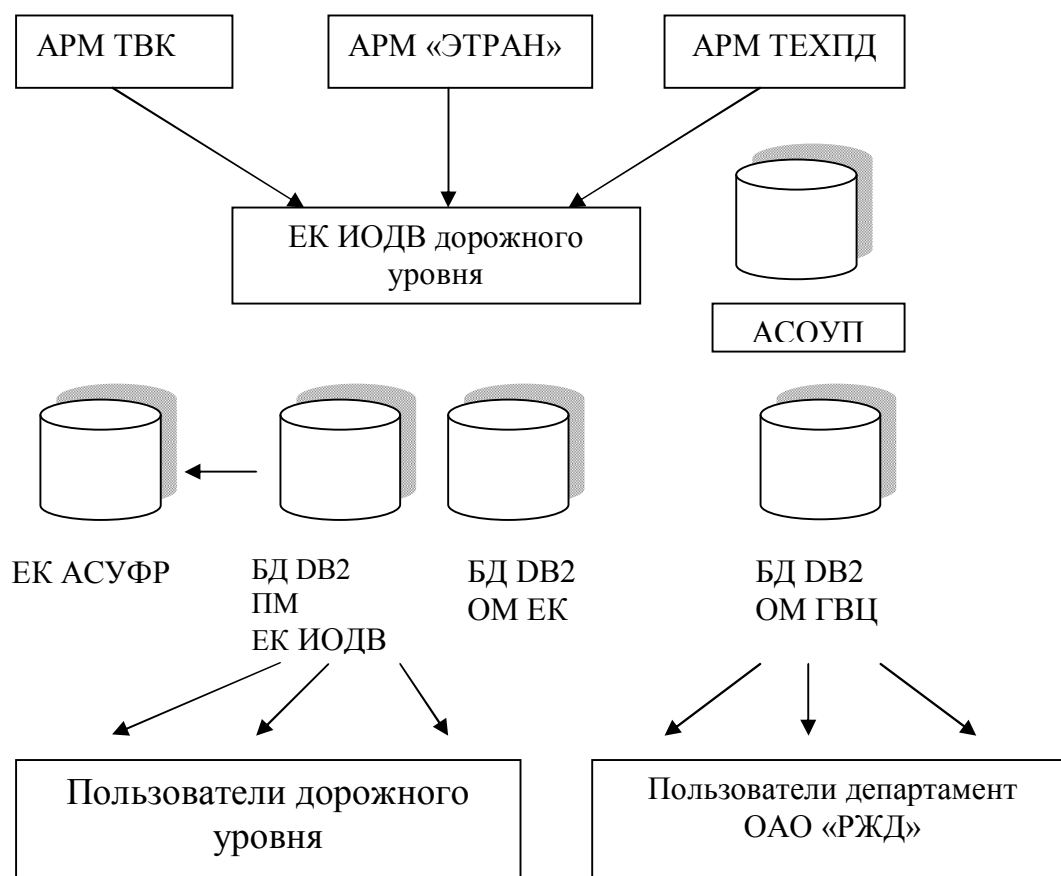 АРМ ТВК
АРМ «ЭТРАН»
АРМ ТЕХПД
ЕК ИОДВ дорожного
уровня
АСОУП
ЕК АСУФР
БД DB2
ПМ
ЕК ИОДВ
БД DB2
ОМ ЕК
БД DB2
ОМ ГВЦ
Пользователи дорожного
уровня
Пользователи департамент
ОАО «РЖД»